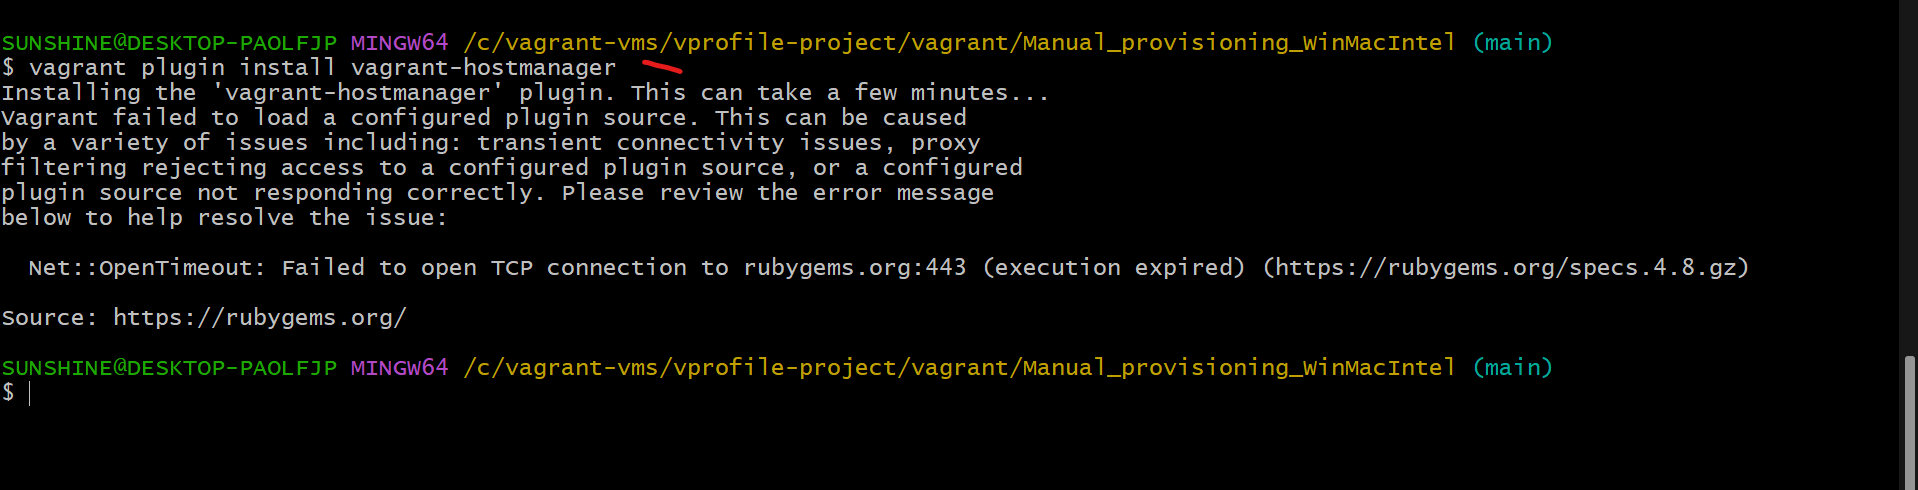 SUNSHINE@DESKTOP-PAOLFJP MINGW64 /c/vagrant-vms/vprofile-project/vagrant/Manual_provisioning_WinMacIntel (main)
$ vagrant plugin install vagrant-hostmanager
Installing the 'vagrant-hostmanager' plugin. This can take a few minutes...
Vagrant failed to load a configured plugin source. This can be caused
by a variety of issues including: transient connectivity issues, proxy
filtering rejecting access to a configured plugin source, or a configured
plugin source not responding correctly. Please review the error message
below to help resolve the issue:
  Net::OpenTimeout: Failed to open TCP connection to rubygems.org:443 (execution expired) (https://rubygems.org/specs.4.8.gz)
Source: https://rubygems.org/
SUNSHINE@DESKTOP-PAOLFJP MINGW64 /c/vagrant-vms/vprofile-project/vagrant/Manual_provisioning_WinMacIntel (main)
$